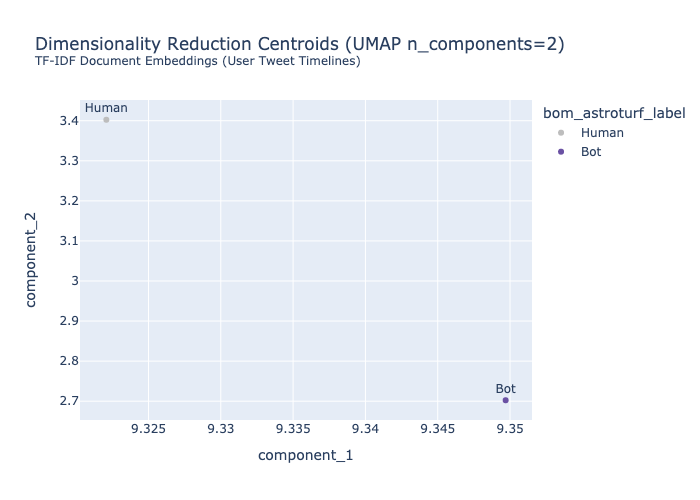 Dimensionality Reduction Centroids (UMAP n_components=2)
TF-IDF Document Embeddings (User Tweet Timelines)
Human
bom_astroturf_label
Human
Bot
3.4
3.3
3.2
3.1
3
2.9
2.8
2.7
component_2
Bot
9.325
9.33
9.335
9.34
9.345
9.35
component_1